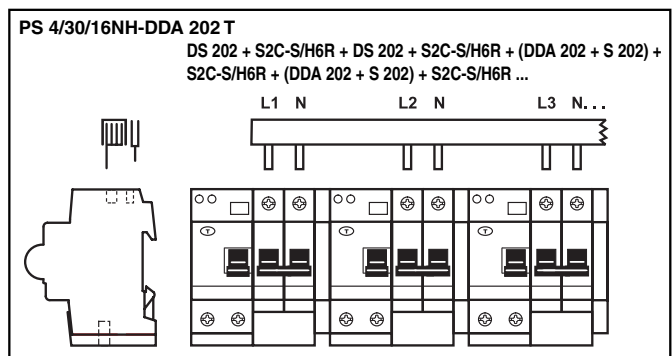 PS 4/30/16NH-DDA 202 T
DS 202 + S2C-S/H6R + DS 202 + S2C-S/H6R + (DDA 202 + S 202) +
S2C-S/H6R + (DDA 202 + S 202) + S2C-S/H6R ...
L1 N L2 N L3 N...
T T T